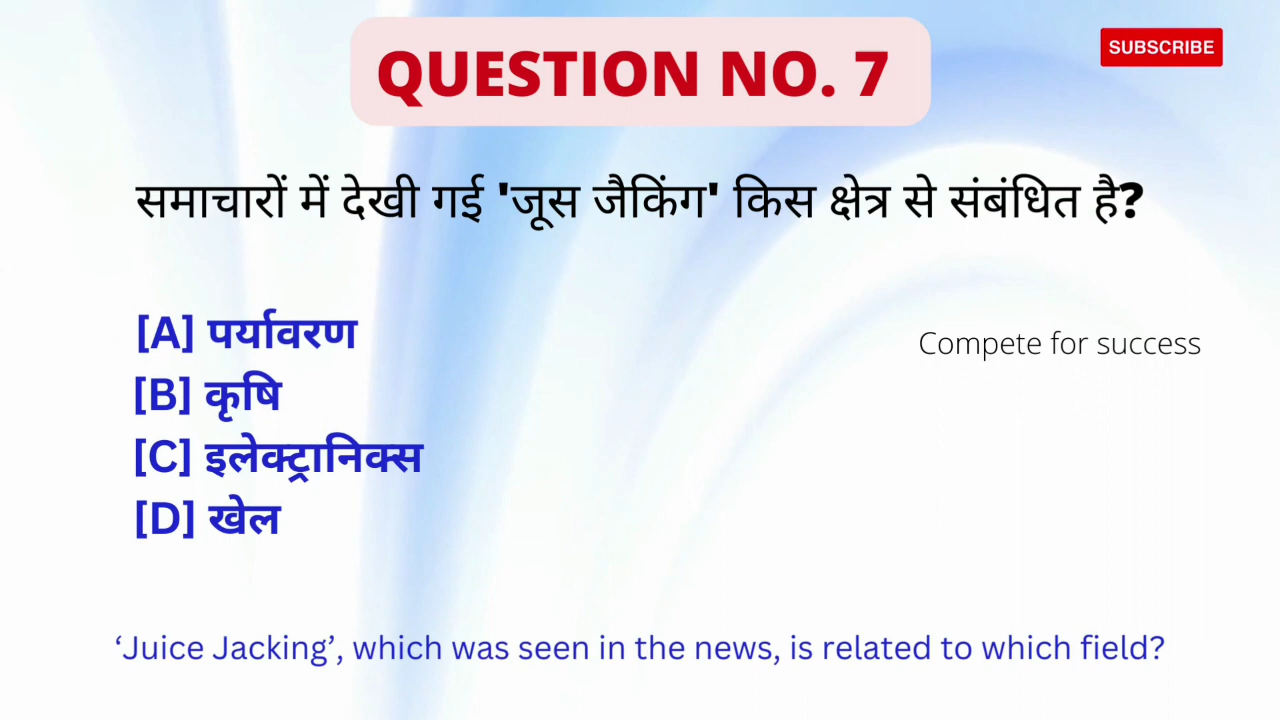 QUESTION NO. 7
SUBSCRIBE
समाचारों में देखी गई 'जूस जैकिंग' किस क्षेत्र से संबंधित है?
[A] पर्यावरण
[B] कृषि
[C] इलेक्ट्रानिक्स
[D] खेल
Compete for success
‘Juice Jacking’, which was seen in the news, is related to which field?